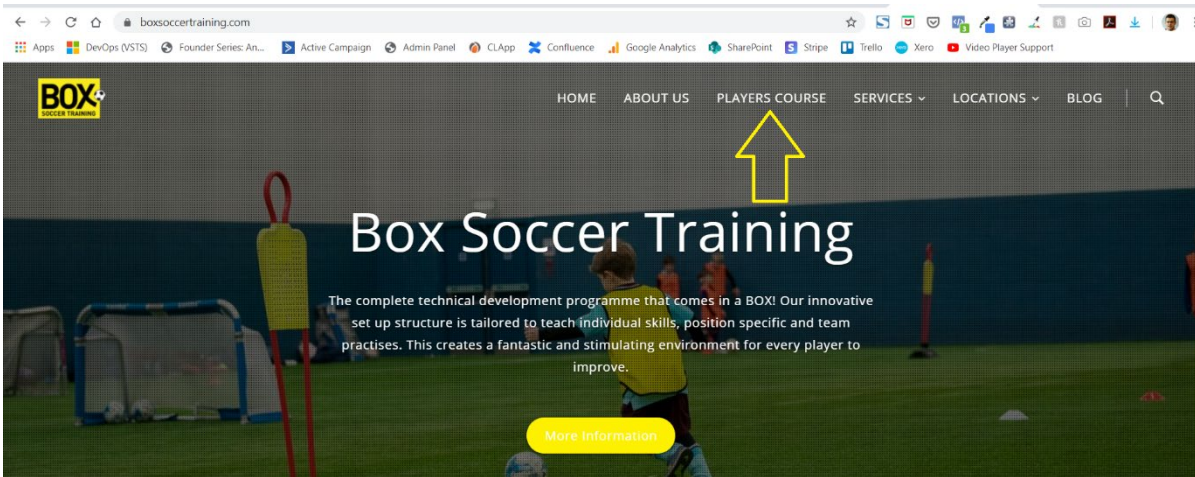 boxsoccertraining.com
Apps DevOps (VSTS) Founder Series: An... Active Campaign Admin Panel CLApp Confluence Google Analytics SharePoint Stripe Trello Xero Video Player Support
BOX
SOCCER TRAINING
HOME ABOUT US PLAYERS COURSE SERVICES LOCATIONS BLOG
Box Soccer Training
The complete technical development programme that comes in a BOX! Our innovative
set up structure is tailored to teach individual skills, position specific and team
practises. This creates a fantastic and stimulating environment for every player to
improve.
More Information